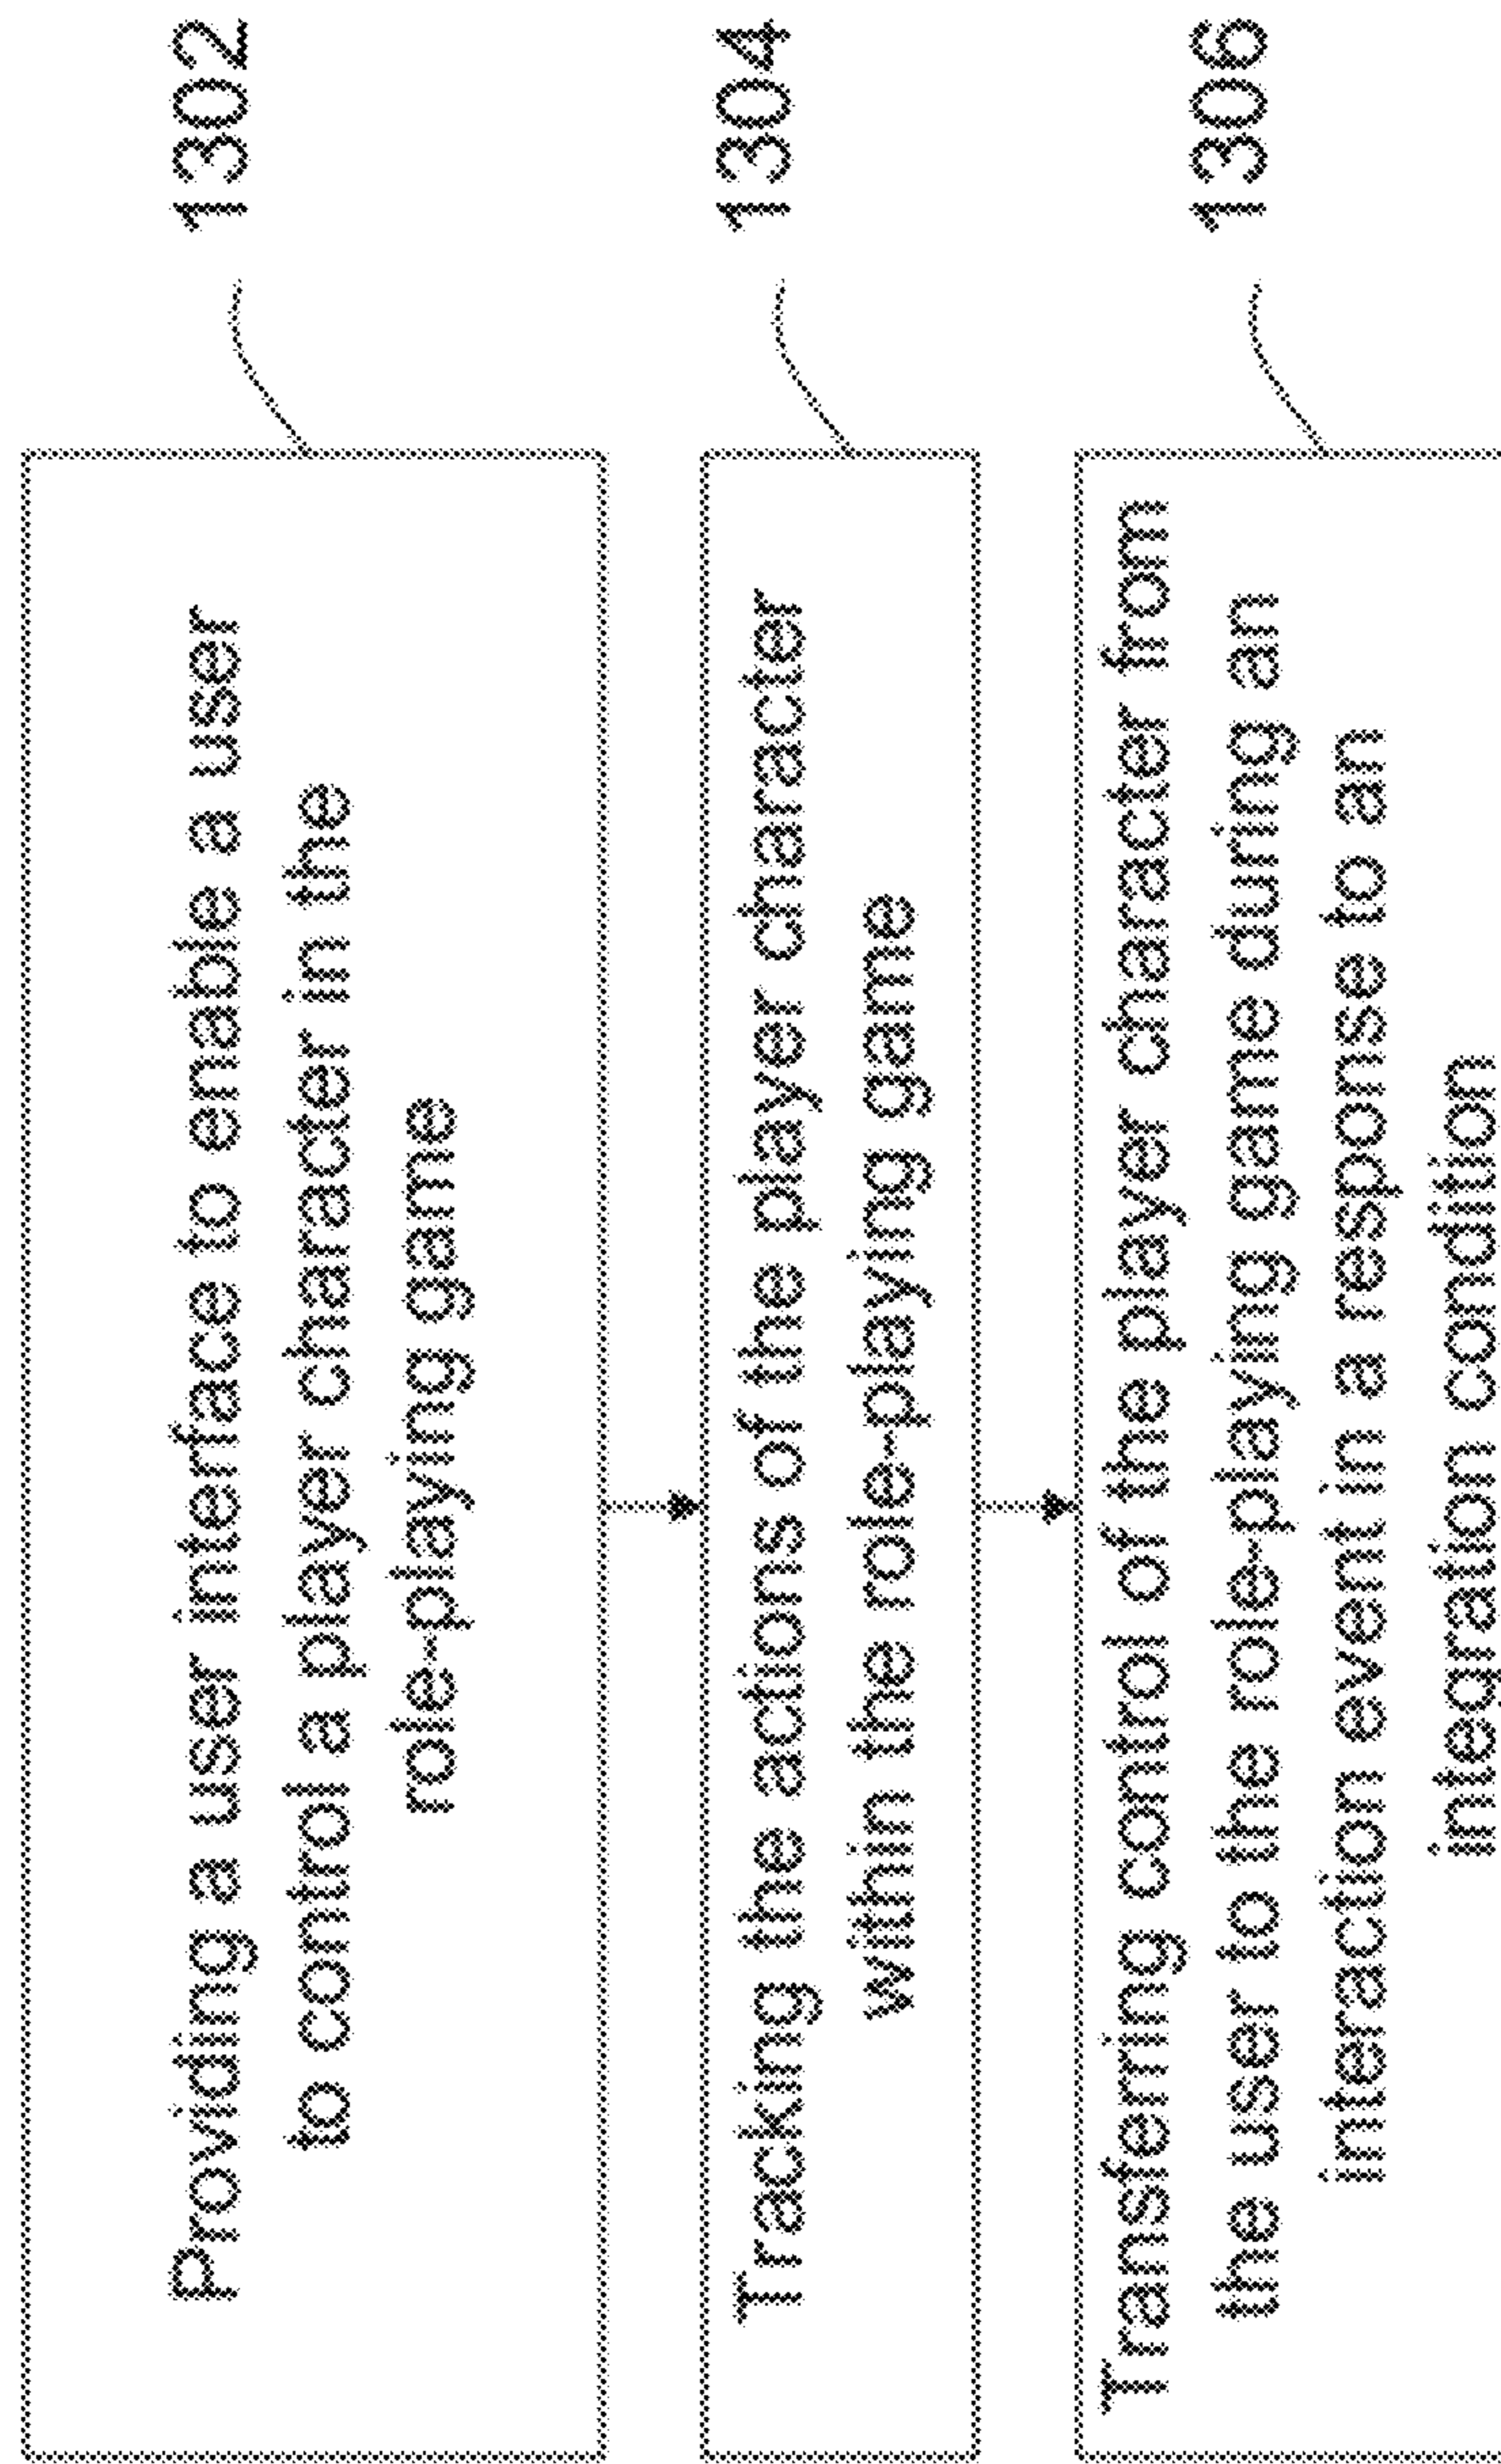 Providing a user interface to enable a user
to control a player character in the
role-playing game
1302
Tracking the actions of the player character
within the role-playing game
1304
Transferring control of the player character from
the user to the role-playing game during an
interaction event in a response to an
integration condition
1306